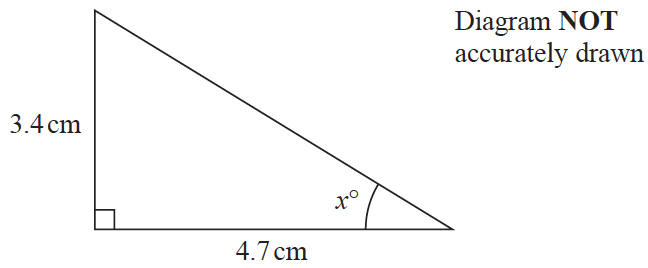 Diagram NOT
accurately drawn
3.4 cm
x°
4.7 cm